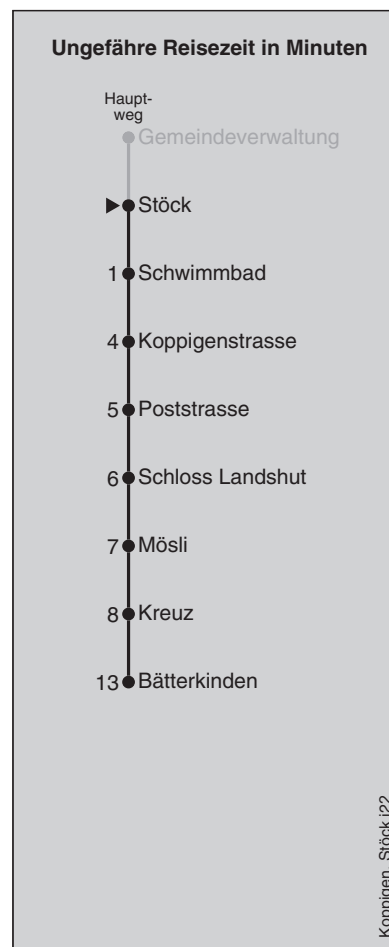 Ungefähre Reisezeit in Minuten
Haupt-
weg
Gemeindeverwaltung
Stöck
1 Schwimmbad
4 Koppigenstrasse
5 Poststrasse
6 Schloss Landshut
7 Mösli
8 Kreuz
13 Bätterkinden
Koppigen, Stöck j22